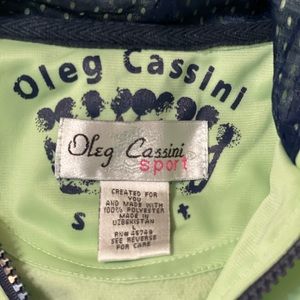 Oleg Cassini
Oleg Cassini
sport
CREATED FOR
YOU
AND MADE WITH
100% POLYESTER
MADE IN
UZBEKISTAN
L
RN# 45749
SEE REVERSE
FOR CARE
s t